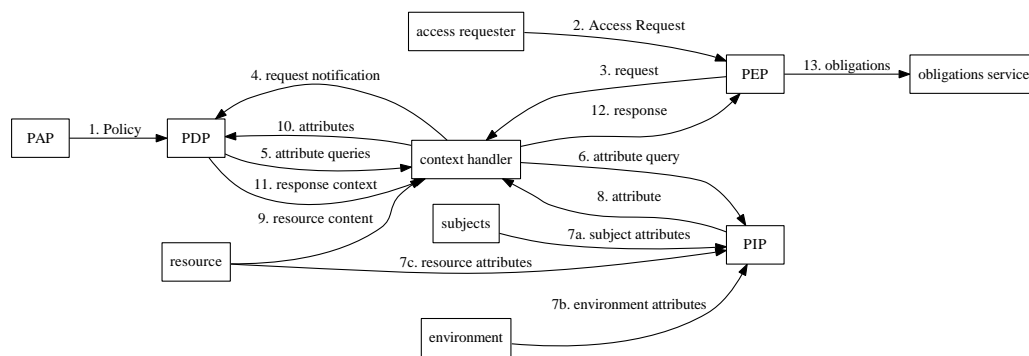 access requester
2. Access Request
4. request notification
3. request
PEP
13. obligations
obligations service
12. response
PAP
1. Policy
PDP
10. attributes
5. attribute queries
context handler
6. attribute query
11. response context
8. attribute
9. resource content
subjects
7a. subject attributes
PIP
resource
7c. resource attributes
7b. environment attributes
environment